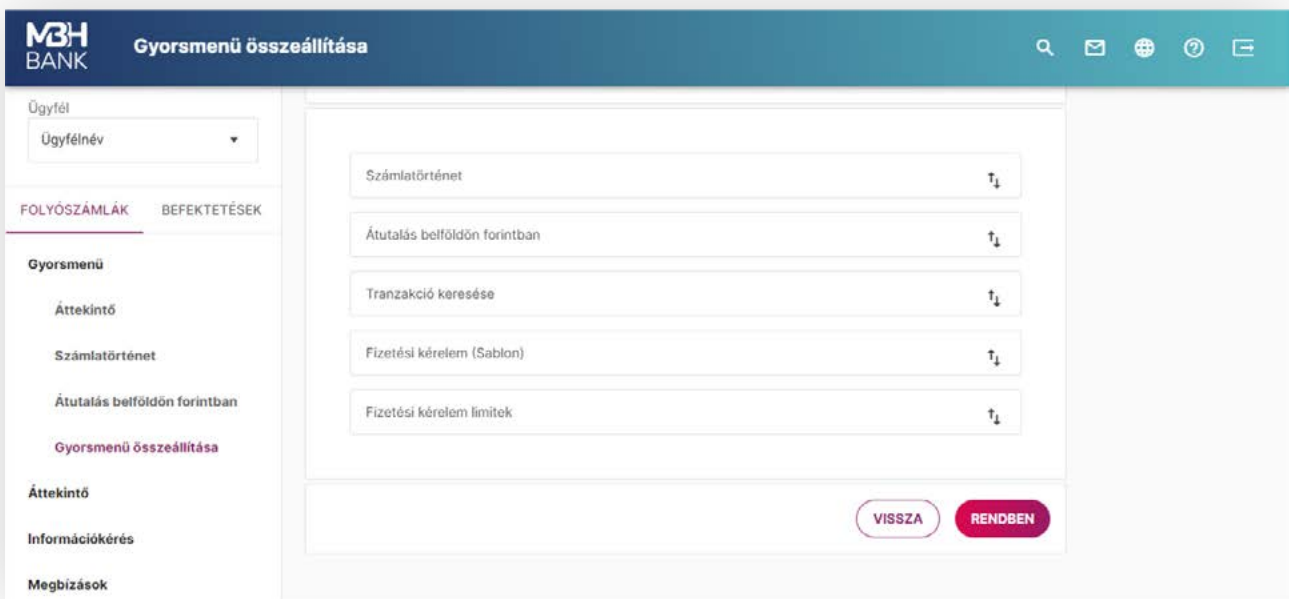 MBH
BANK
Gyorsmenü összeállítása
Ügyfél
Ügyfélnév
FOLYÓSZÁMLÁK
BEFEKTETÉSEK
Gyorsmenü
Áttekintő
Számlatörténet
Átutalás belföldön forintban
Gyorsmenü összeállítása
Áttekintő
Információkérés
Megbízások
Számlatörténet
Átutalás belföldön forintban
Tranzakció keresése
Fizetési kérelem (Sablon)
Fizetési kérelem limitek
VISSZA
RENDBEN